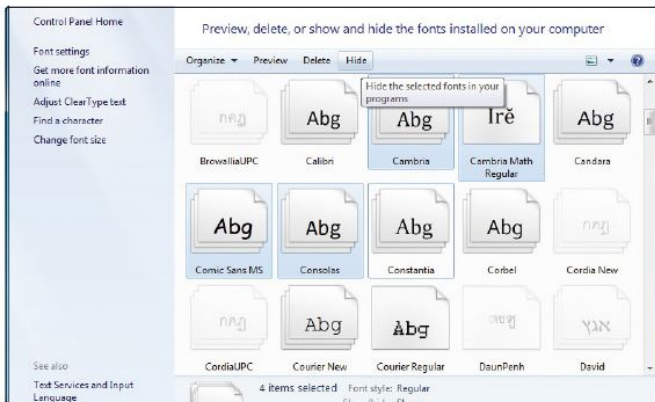 Control Panel Home
Font settings
Get more font information
online
Adjust ClearType text
Find a character
Change font size
See also
Text Services and Input
Language
Preview, delete, or show and hide the fonts installed on your computer
Organize Preview Delete Hide
Hide the selected fonts in your
programs
Abg Abg Irě Abg
BrowalliaUPC Calibri Cambria Cambria Math Candara
Regular
Abg Abg Abg Abg
Comic Sans MS Consolas Constantia Corbel Cordia New
Abg Abg אבץ
CordiaUPC Courier New Courier Regular DaunPenh David
4 items selected Font style: Regular